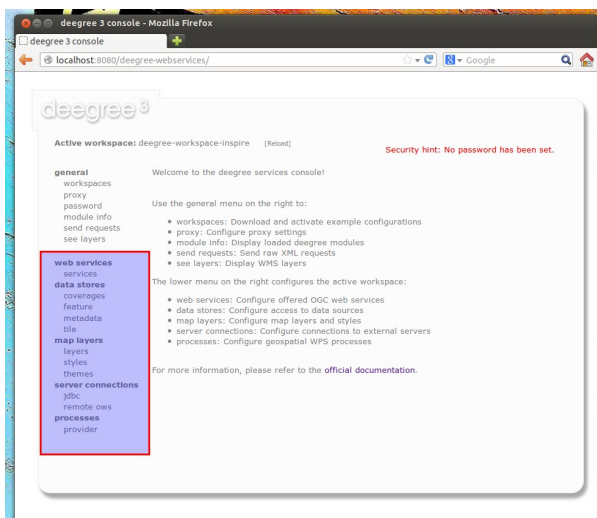 deegree 3 console - Mozilla Firefox
deegree 3 console
localhost:8080/deegree-webservices/
Google
deegree 3
Active workspace: deegree-workspace-inspire [Reload]
Security hint: No password has been set.
general
workspaces
proxy
password
module info
send requests
see layers
web services
services
data stores
coverages
feature
metadata
tile
map layers
layers
styles
themes
server connections
jdbc
remote ows
processes
provider
Welcome to the deegree services console!
Use the general menu on the right to:
workspaces: Download and activate example configurations
proxy: Configure proxy settings
module info: Display loaded deegree modules
send requests: Send raw XML requests
see layers: Display WMS layers
The lower menu on the right configures the active workspace:
web services: Configure offered OGC web services
data stores: Configure access to data sources
map layers: Configure map layers and styles
server connections: Configure connections to external servers
processes: Configure geospatial WPS processes
For more information, please refer to the official documentation.